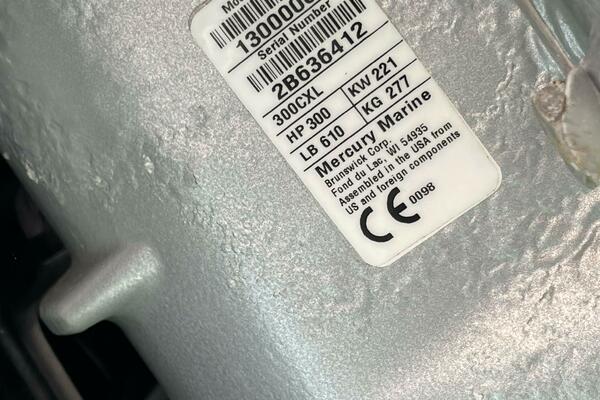 Serial Number
2B636412
300CXL
HP 300 KW 221
LB 610 KG 277
Mercury Marine
Brunswick Corp.
Fond du Lac, WI 54935
Assembled in the USA from
US and foreign components
CE 0098